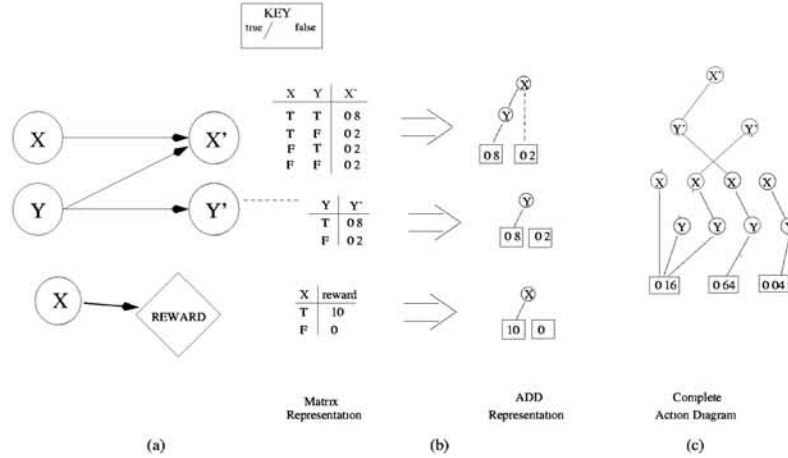 KEY
true false
X Y X'
T T 0 8
T F 0 2
F T 0 2
F F 0 2
X
X'
Y
Y'
X
Y
0 8 0 2
Y Y'
T 0 8
F 0 2
Y
0 8 0 2
X
REWARD
X reward
T 10
F 0
X
10 0
X'
Y' Y'
X X X X
Y Y Y Y
0 16 0 64 0 04
Matrix
Representation
ADD
Representation
Complete
Action Diagram
(a) (b) (c)